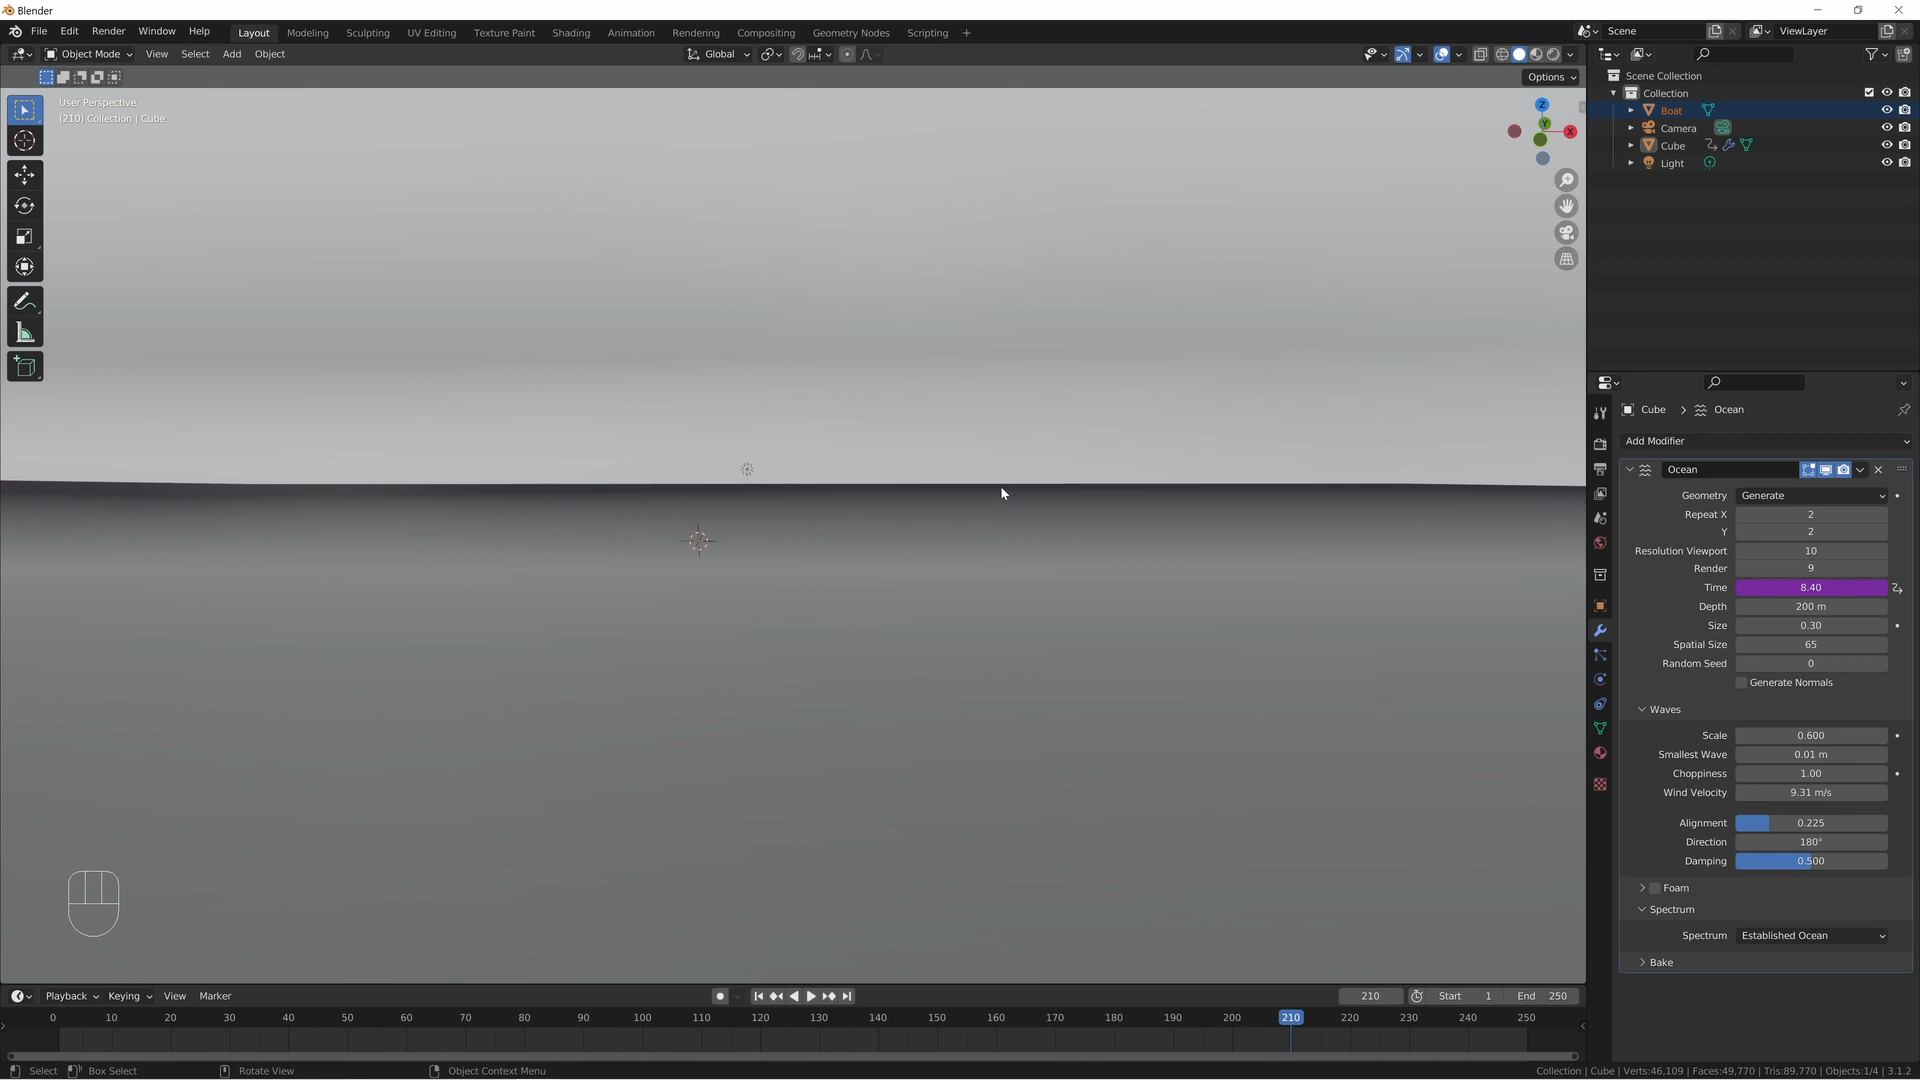 Blender
File Edit Render Window Help Layout Modeling Sculpting UV Editing Texture Paint Shading Animation Rendering Compositing Geometry Nodes Scripting + Scene ViewLayer
Object Mode View Select Add Object Global
Options
User Perspective
(210) Collection | Cube
Z
Y
X
Scene Collection
Collection
Boat
Camera
Cube
Light
Cube > Ocean
Add Modifier
Ocean
Geometry Generate
Repeat X 2
Y 2
Resolution Viewport 10
Render 9
Time 8.40
Depth 200 m
Size 0.30
Spatial Size 65
Random Seed 0
Generate Normals
Waves
Scale 0.600
Smallest Wave 0.01 m
Choppiness 1.00
Wind Velocity 9.31 m/s
Alignment 0.225
Direction 180°
Damping 0.500
Foam
Spectrum
Spectrum Established Ocean
Bake
Playback Keying View Marker 210 Start 1 End 250
0 10 20 30 40 50 60 70 80 90 100 110 120 130 140 150 160 170 180 190 200 210 220 230 240 250
Select Box Select Rotate View Object Context Menu Collection | Cube | Verts:46,109 | Faces:49,770 | Tris:89,770 | Objects:1/4 | 3.1.2